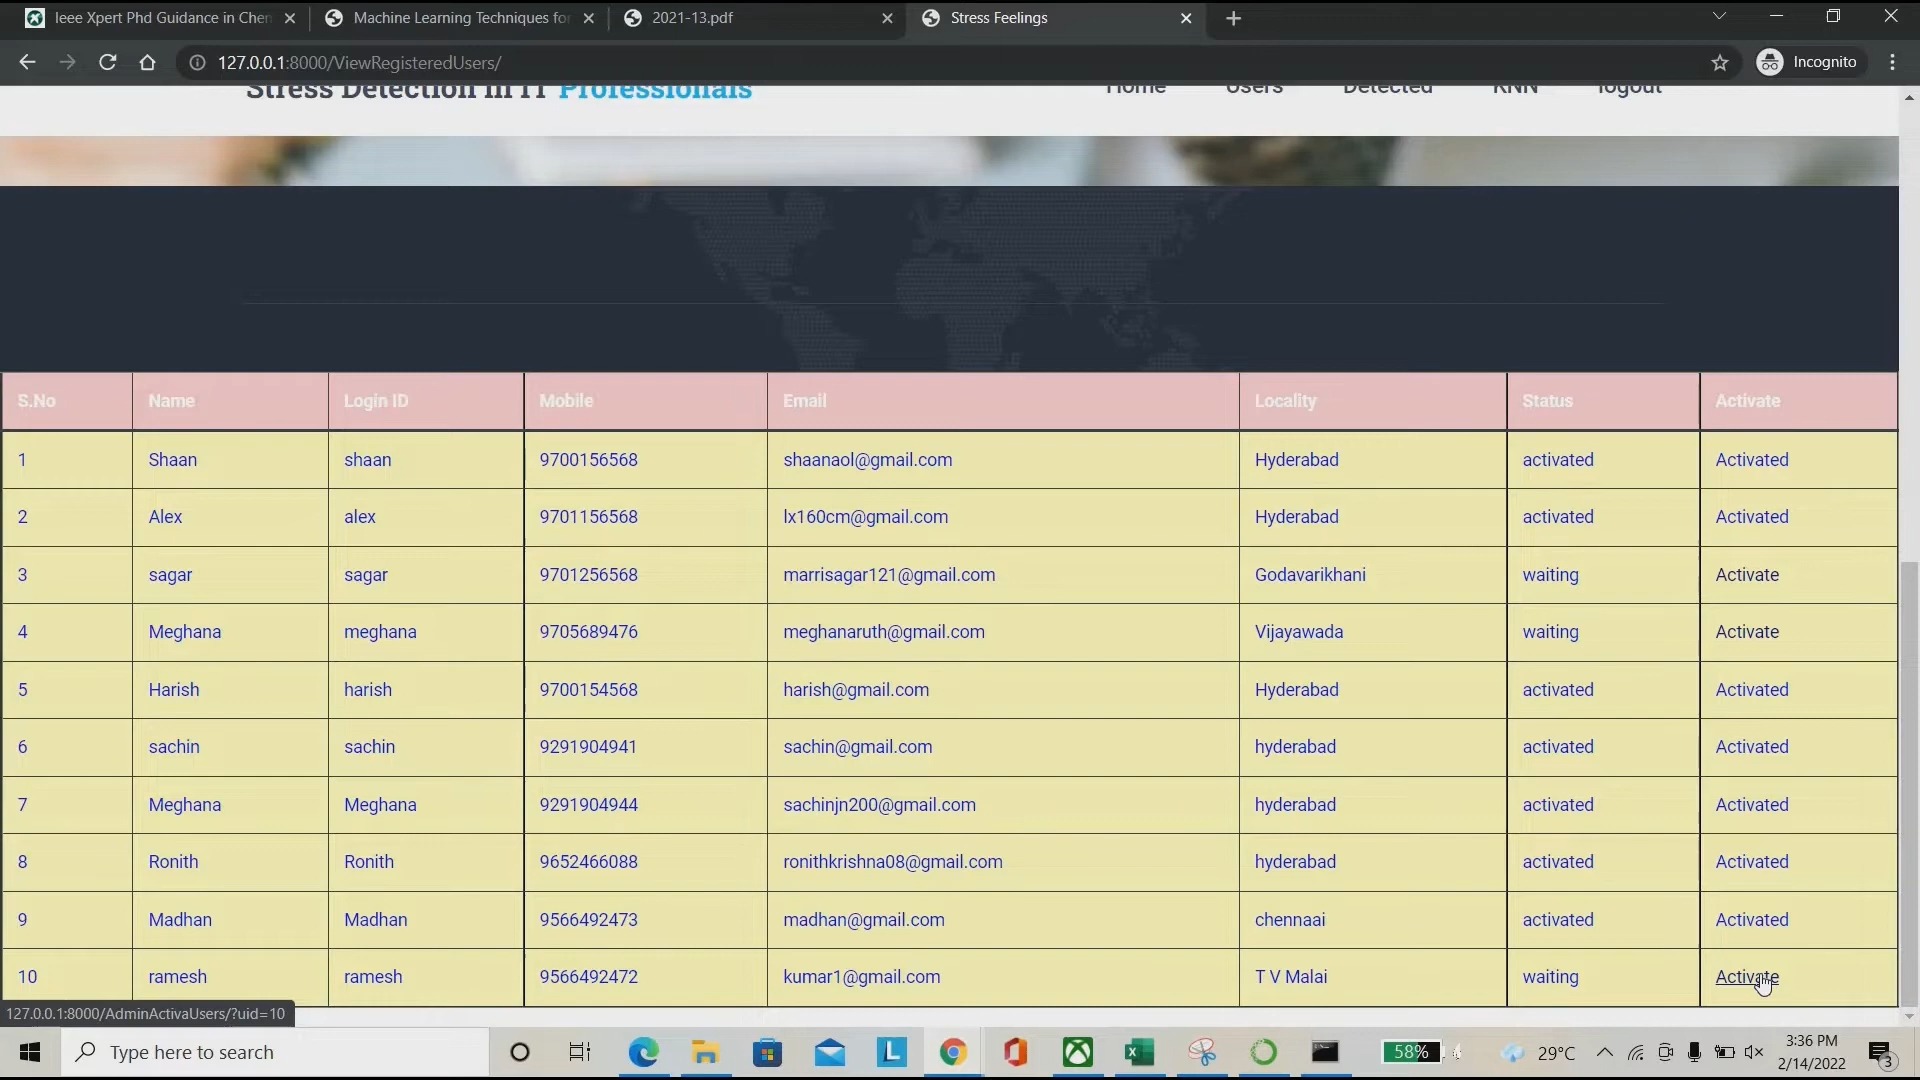 Ieee Xpert Phd Guidance in Chen
Machine Learning Techniques for
2021-13.pdf
Stress Feelings
127.0.0.1:8000/ViewRegisteredUsers/
Incognito
Stress Detection in IT Professionals
Home Users Detected KNN logout
S.No Name Login ID Mobile Email Locality Status Activate
1 Shaan shaan 9700156568 shaanaol@gmail.com Hyderabad activated Activated
2 Alex alex 9701156568 lx160cm@gmail.com Hyderabad activated Activated
3 sagar sagar 9701256568 marrisagar121@gmail.com Godavarikhani waiting Activate
4 Meghana meghana 9705689476 meghanaruth@gmail.com Vijayawada waiting Activate
5 Harish harish 9700154568 harish@gmail.com Hyderabad activated Activated
6 sachin sachin 9291904941 sachin@gmail.com hyderabad activated Activated
7 Meghana Meghana 9291904944 sachinjn200@gmail.com hyderabad activated Activated
8 Ronith Ronith 9652466088 ronithkrishna08@gmail.com hyderabad activated Activated
9 Madhan Madhan 9566492473 madhan@gmail.com chennaai activated Activated
10 ramesh ramesh 9566492472 kumar1@gmail.com T V Malai waiting Activate
127.0.0.1:8000/AdminActivaUsers/?uid=10
Type here to search
L
58%
29°C
3:36 PM
2/14/2022
3